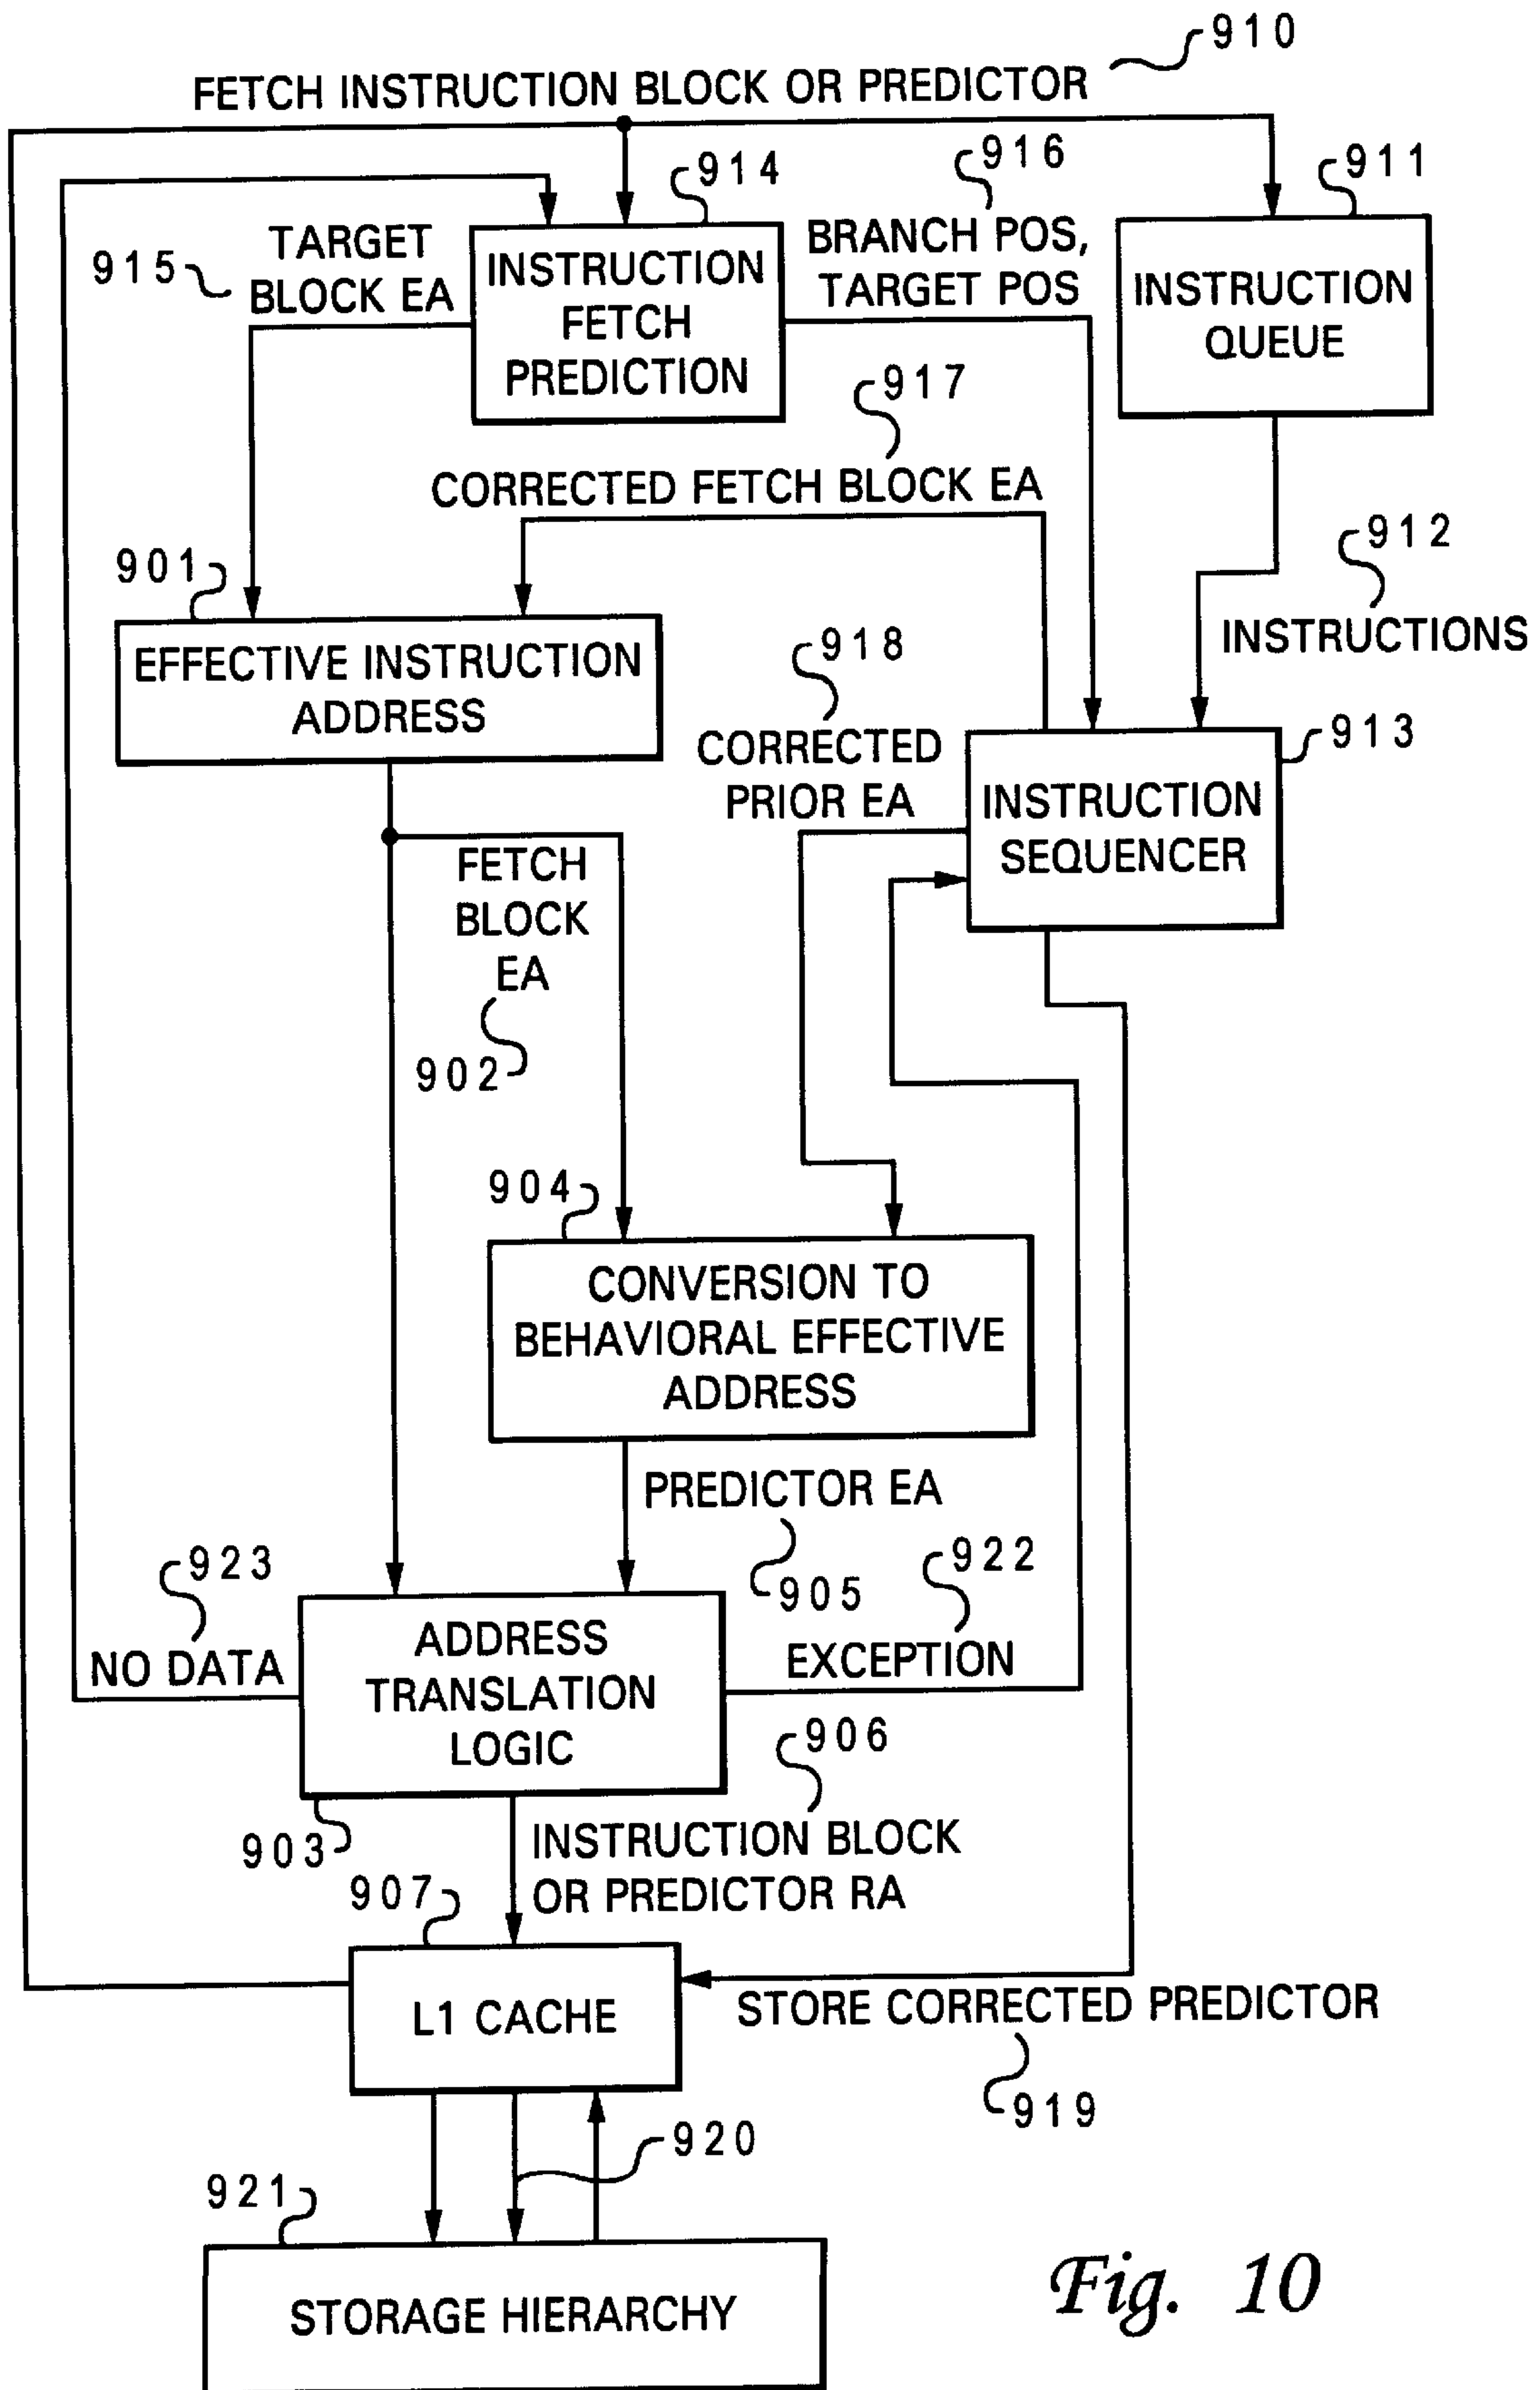 910
FETCH INSTRUCTION BLOCK OR PREDICTOR
914
916
911
TARGET
BLOCK EA
915
INSTRUCTION
FETCH
PREDICTION
BRANCH POS,
TARGET POS
INSTRUCTION
QUEUE
917
CORRECTED FETCH BLOCK EA
901
912
INSTRUCTIONS
EFFECTIVE INSTRUCTION
ADDRESS
918
CORRECTED
PRIOR EA
913
INSTRUCTION
SEQUENCER
FETCH
BLOCK
EA
902
904
CONVERSION TO
BEHAVIORAL EFFECTIVE
ADDRESS
PREDICTOR EA
905
922
923
NO DATA
ADDRESS
TRANSLATION
LOGIC
EXCEPTION
906
903
INSTRUCTION BLOCK
OR PREDICTOR RA
907
L1 CACHE
STORE CORRECTED PREDICTOR
919
920
921
STORAGE HIERARCHY
Fig. 10